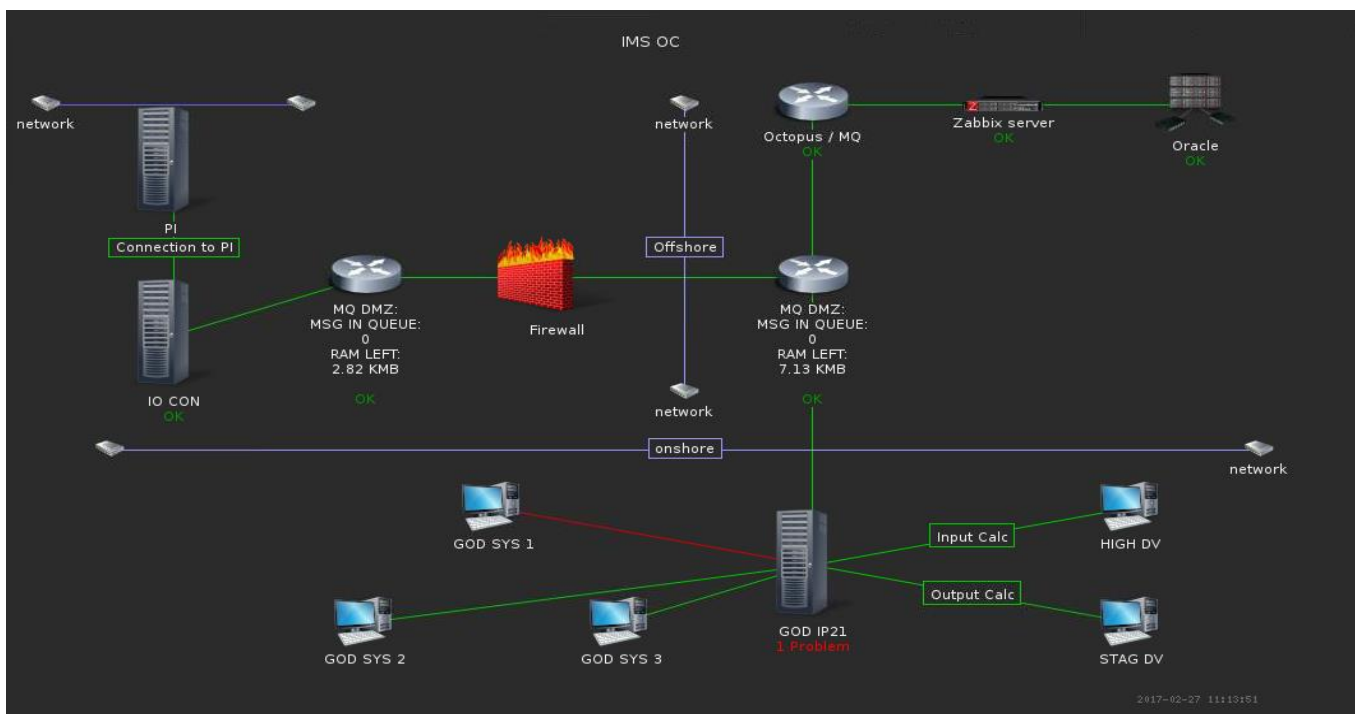 IMS OC
network
network
Octopus / MQ
OK
Z
Zabbix server
OK
Oracle
OK
PI
Connection to PI
Offshore
MQ DMZ:
MSG IN QUEUE:
0
RAM LEFT:
2.82 KMB
OK
Firewall
MQ DMZ:
MSG IN QUEUE:
0
RAM LEFT:
7.13 KMB
OK
IO CON
OK
network
onshore
network
GOD SYS 1
Input Calc
HIGH DV
Output Calc
GOD SYS 2
GOD SYS 3
GOD IP21
1 Problem
STAG DV
2017-02-27 11:13:51